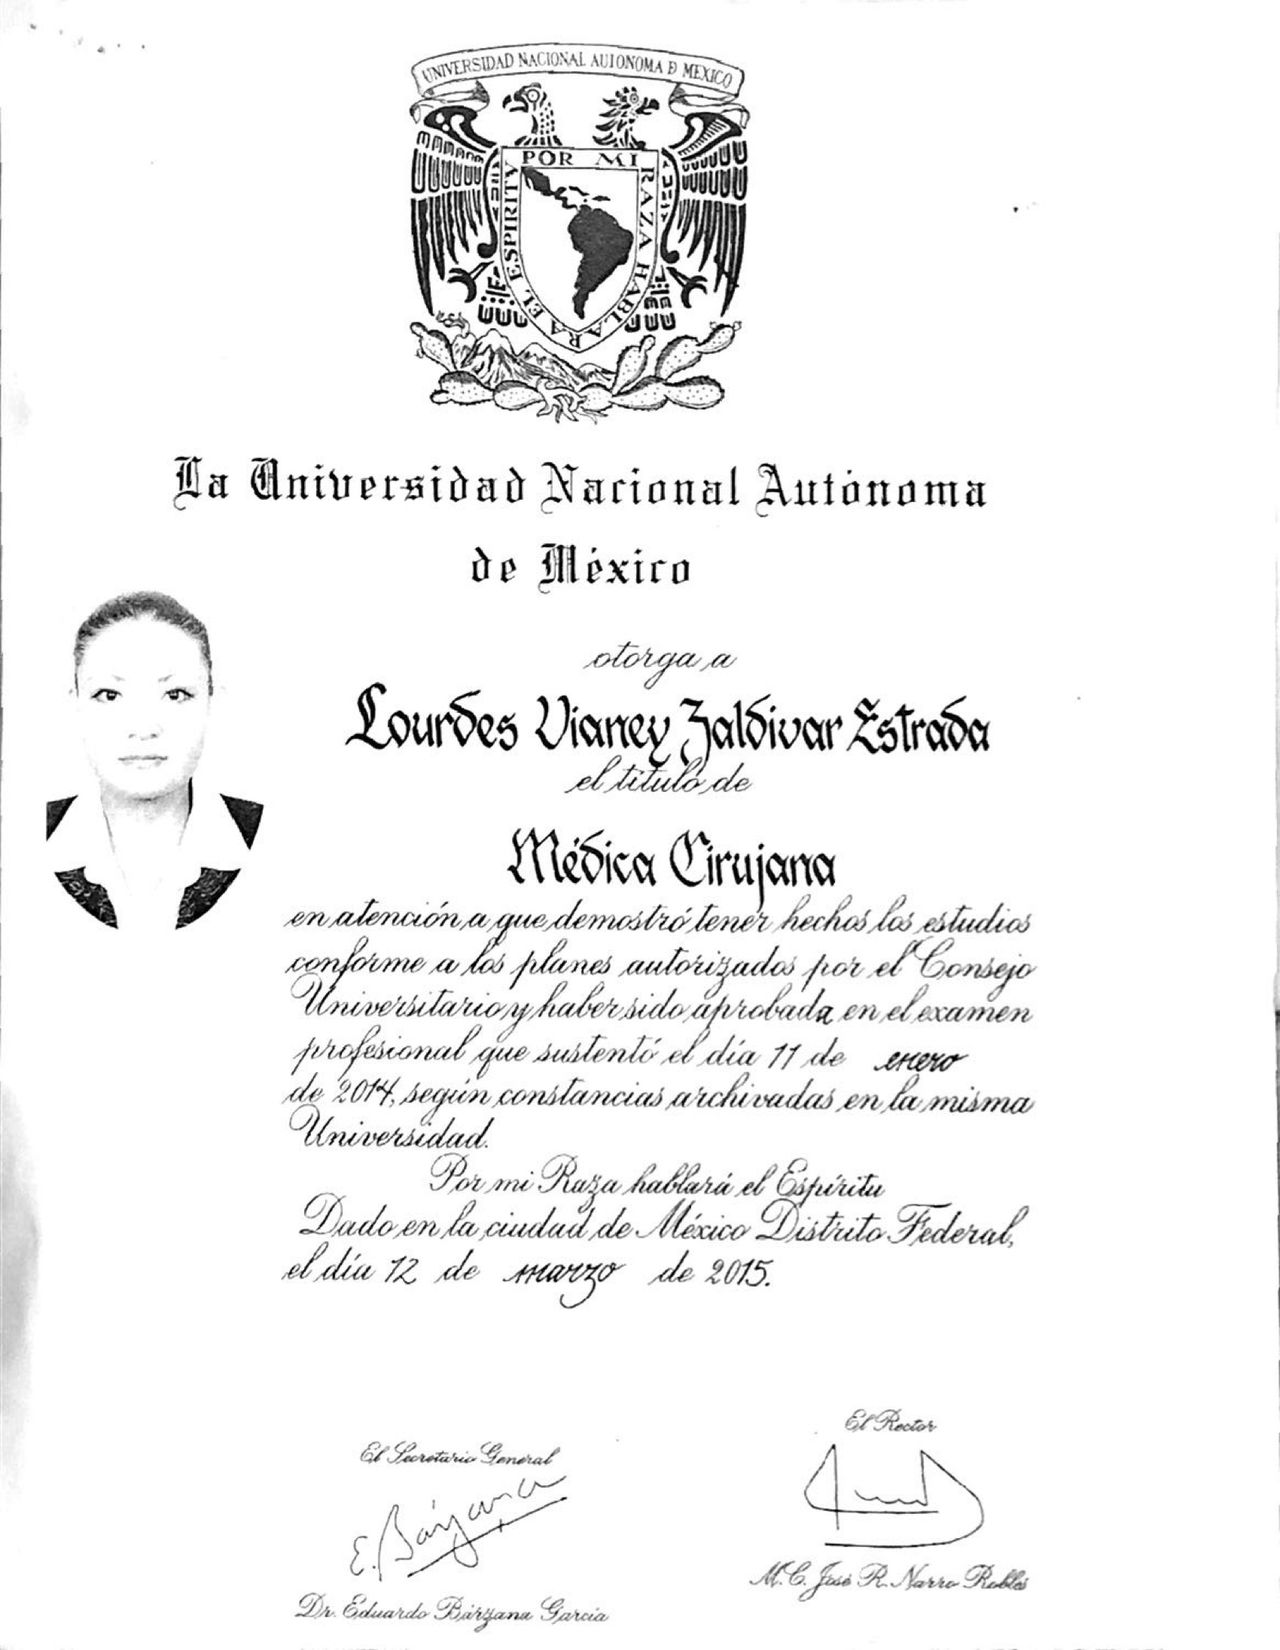 UNIVERSIDAD NACIONAL AUTONOMA D MEXICO
POR MI RAZA HABLARA EL ESPIRITV
La Universidad Nacional Autónoma
de México
otorga a
Lourdes Vianey Zaldivar Estrada
el título de
Médica Cirujana
en atención a que demostró tener hechos los estudios
conforme a los planes autorizados por el Consejo
Universitario y haber sido aprobada en el examen
profesional que sustentó el día 11 de enero
de 2014, según constancias archivadas en la misma
Universidad.
Por mi Raza hablará el Espíritu
Dado en la ciudad de México Distrito Federal,
el día 12 de marzo de 2015.
El Rector
El Secretario General
E. Bárzana
M.C. José R. Narro Robles
Dr. Eduardo Bárzana García